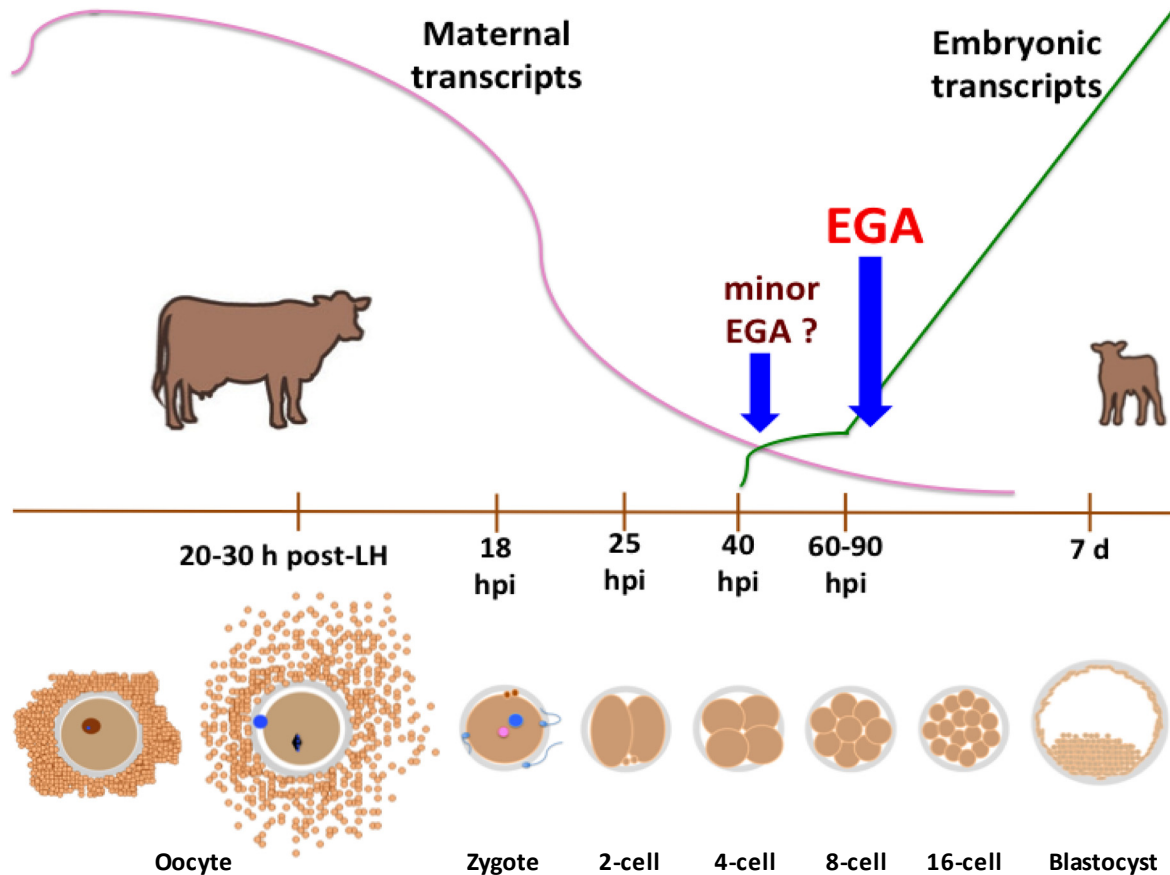 Maternal
transcripts
Embryonic
transcripts
EGA
minor
EGA ?
20-30 h post-LH
18
hpi
25
hpi
40
hpi
60-90
hpi
7 d
Oocyte
Zygote
2-cell
4-cell
8-cell
16-cell
Blastocyst